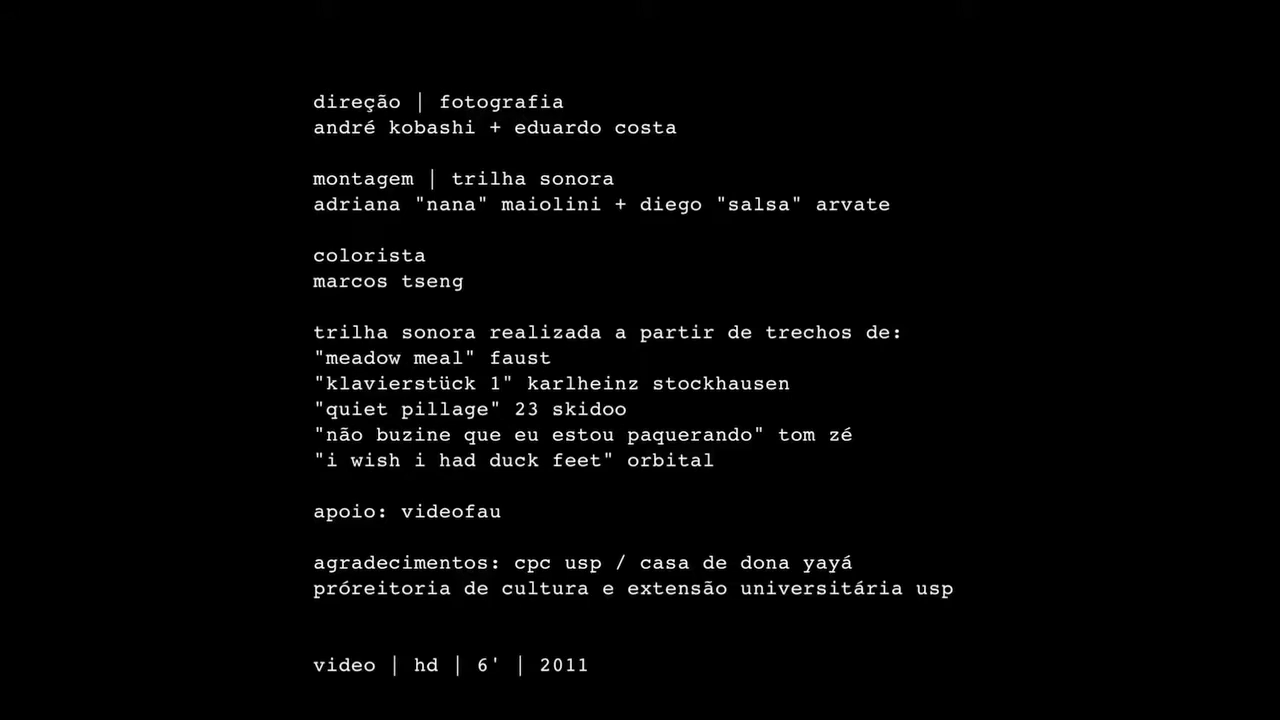 direção | fotografia
andré kobashi + eduardo costa
montagem | trilha sonora
adriana "nana" maiolini + diego "salsa" arvate
colorista
marcos tseng
trilha sonora realizada a partir de trechos de:
"meadow meal" faust
"klavierstück 1" karlheinz stockhausen
"quiet pillage" 23 skidoo
"não buzine que eu estou paquerando" tom zé
"i wish i had duck feet" orbital
apoio: videofau
agradecimentos: cpc usp / casa de dona yayá
próreitoria de cultura e extensão universitária usp
video | hd | 6' | 2011